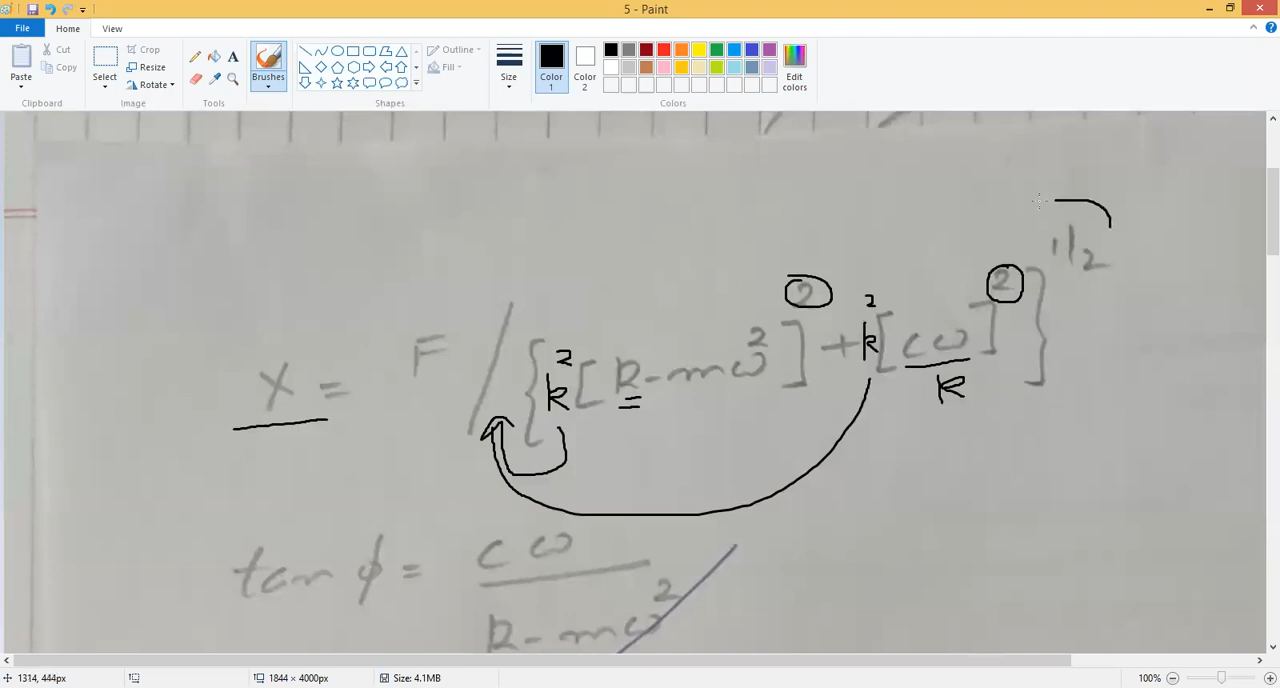 5 - Paint
File Home View
Paste Cut Copy Select Crop Resize Rotate Brushes Outline Fill Size Color 1 Color 2 Edit colors
Clipboard Image Tools Shapes Colors
X = F / { k² [ k - mω² ]² + k² [ cω / k ]² }^1/2
tan φ = cω / k - mω²
1314, 444px 1844 × 4000px Size: 4.1MB 100%